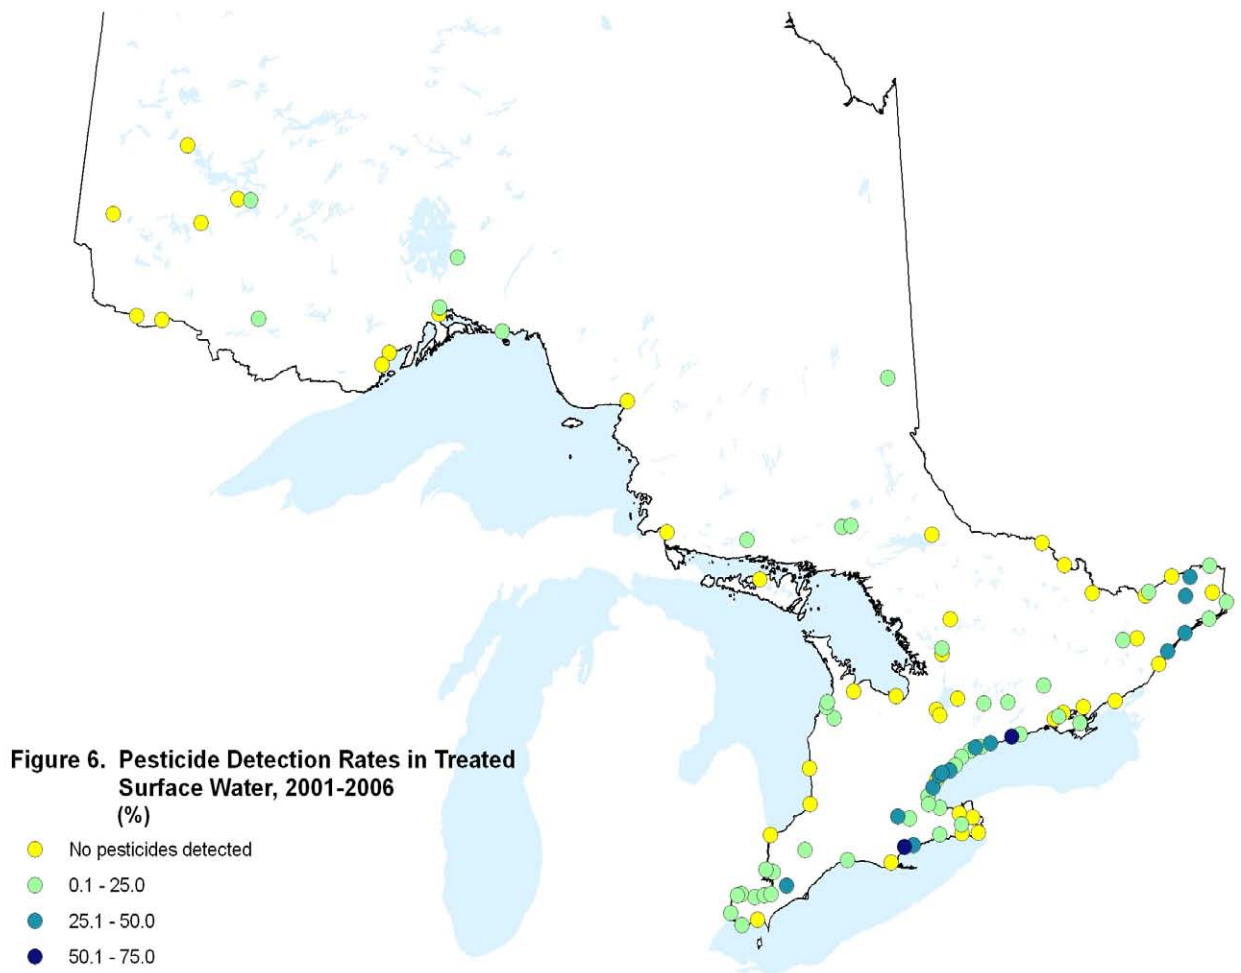 Figure 6. Pesticide Detection Rates in Treated
Surface Water, 2001-2006
(%)
No pesticides detected
0.1 - 25.0
25.1 - 50.0
50.1 - 75.0